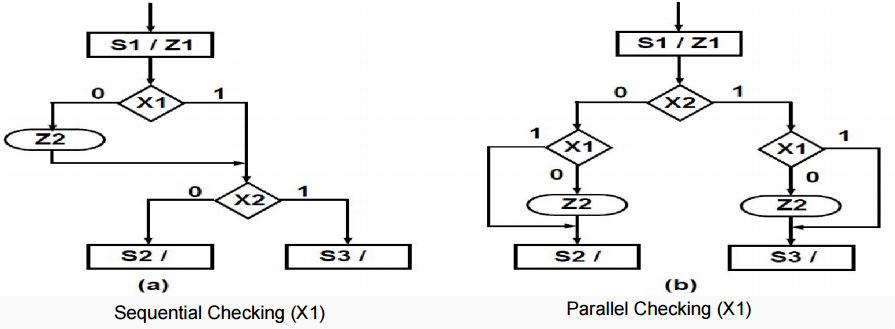 S1 / Z1
0
X1
1
Z2
0
X2
1
S2 /
S3 /
(a)
Sequential Checking (X1)
S1 / Z1
0
X2
1
1
X1
0
Z2
S2 /
X1
1
0
Z2
S3 /
(b)
Parallel Checking (X1)